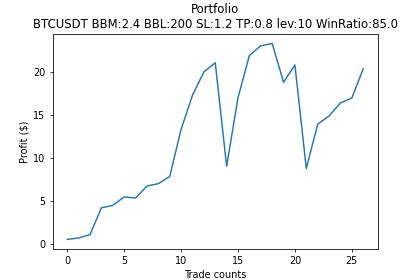 Portfolio
BTCUSDT BBM:2.4 BBL:200 SL:1.2 TP:0.8 lev:10 WinRatio:85.0
20
15
10
5
0
Profit ($)
0 5 10 15 20 25
Trade counts